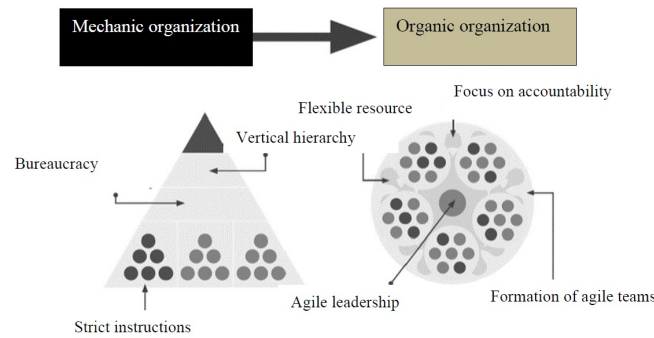 Mechanic organization
Organic organization
Focus on accountability
Flexible resource
Vertical hierarchy
Bureaucracy
Agile leadership
Formation of agile teams
Strict instructions